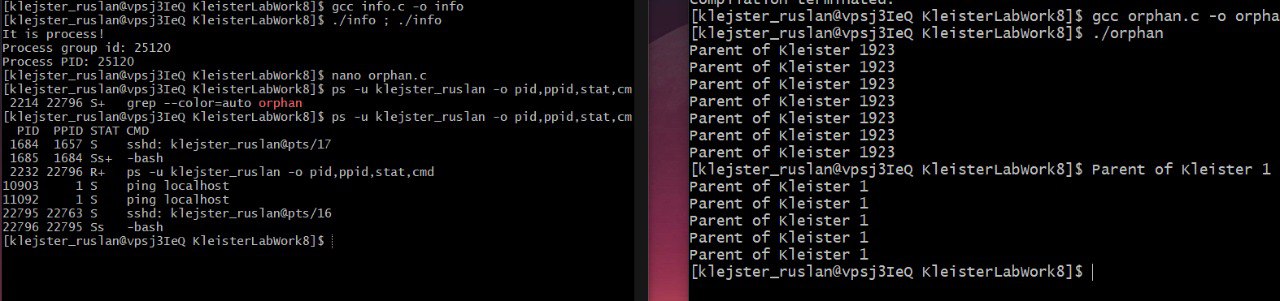 [klejster_ruslan@vpsj3IeQ KleisterLabWork8]$ gcc info.c -o info
[klejster_ruslan@vpsj3IeQ KleisterLabWork8]$ ./info ; ./info
It is process!
Process group id: 25120
Process PID: 25120
[klejster_ruslan@vpsj3IeQ KleisterLabWork8]$ nano orphan.c
[klejster_ruslan@vpsj3IeQ KleisterLabWork8]$ ps -u klejster_ruslan -o pid,ppid,stat,cm
2214 22796 S+ grep --color=auto orphan
[klejster_ruslan@vpsj3IeQ KleisterLabWork8]$ ps -u klejster_ruslan -o pid,ppid,stat,cm
PID PPID STAT CMD
1684 1657 S sshd: klejster_ruslan@pts/17
1685 1684 Ss+ -bash
2232 22796 R+ ps -u klejster_ruslan -o pid,ppid,stat,cmd
10903 1 S ping localhost
11092 1 S ping localhost
22795 22763 S sshd: klejster_ruslan@pts/16
22796 22795 Ss -bash
[klejster_ruslan@vpsj3IeQ KleisterLabWork8]$
compilation terminated.
[klejster_ruslan@vpsj3IeQ KleisterLabWork8]$ gcc orphan.c -o orpha
[klejster_ruslan@vpsj3IeQ KleisterLabWork8]$ ./orphan
Parent of Kleister 1923
Parent of Kleister 1923
Parent of Kleister 1923
Parent of Kleister 1923
Parent of Kleister 1923
Parent of Kleister 1923
Parent of Kleister 1923
[klejster_ruslan@vpsj3IeQ KleisterLabWork8]$ Parent of Kleister 1
Parent of Kleister 1
Parent of Kleister 1
Parent of Kleister 1
Parent of Kleister 1
Parent of Kleister 1
[klejster_ruslan@vpsj3IeQ KleisterLabWork8]$